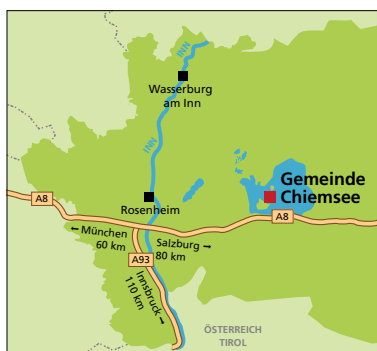 INN
Wasserburg
am Inn
INN
Gemeinde
Chiemsee
A8
Rosenheim
A8
← München
60 km
Salzburg →
80 km
A93
Innsbruck →
110 km
ÖSTERREICH
TIROL